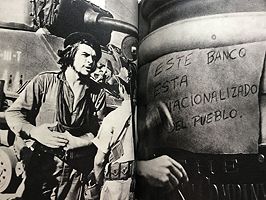 ESTE BANCO
ESTA
NACIONALIZADO
DEL PUEBLO.